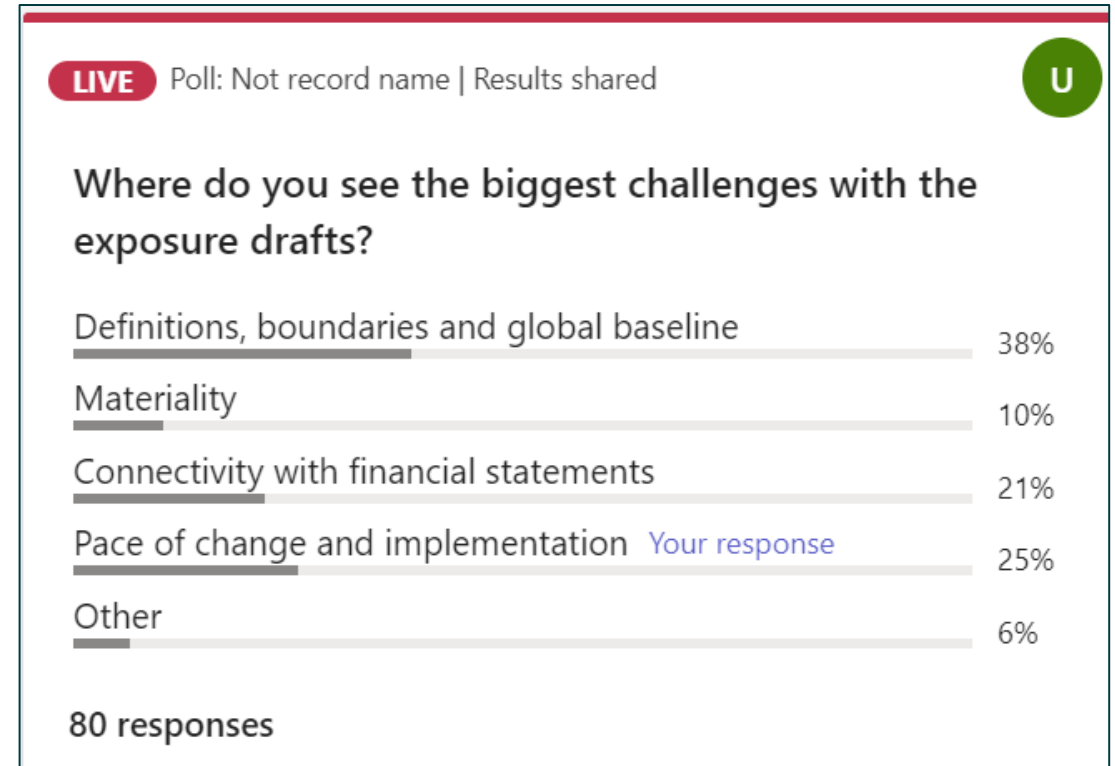 LIVE Poll: Not record name | Results shared
U
Where do you see the biggest challenges with the
exposure drafts?
Definitions, boundaries and global baseline
38%
Materiality
10%
Connectivity with financial statements
21%
Pace of change and implementation Your response
25%
Other
6%
80 responses